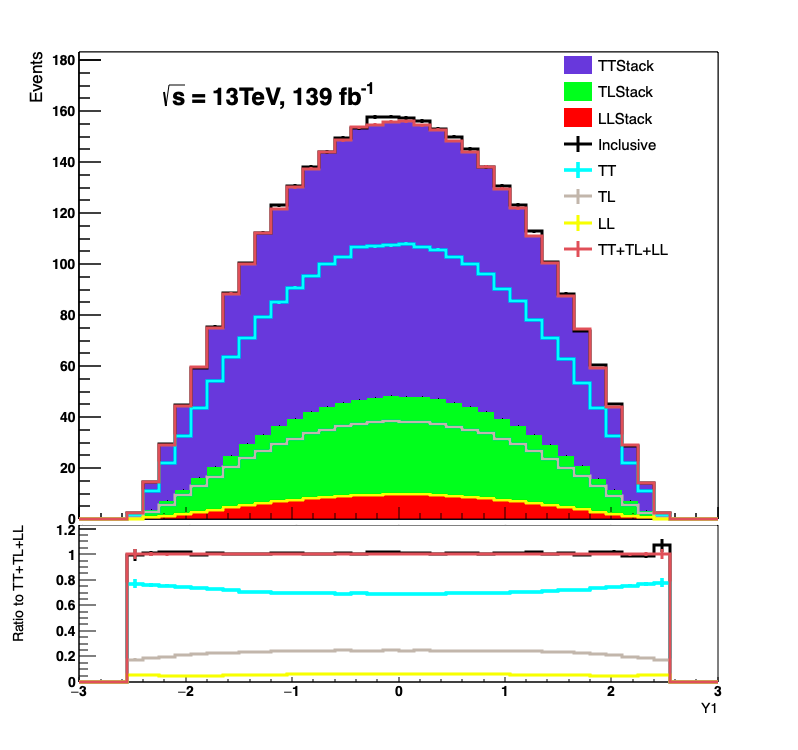 Events
180
160
140
120
100
80
60
40
20
0
√s = 13TeV, 139 fb-1
TTStack
TLStack
LLStack
Inclusive
TT
TL
LL
TT+TL+LL
Ratio to TT+TL+LL
1.2
1
0.8
0.6
0.4
0.2
0
−3 −2 −1 0 1 2 3
Y1